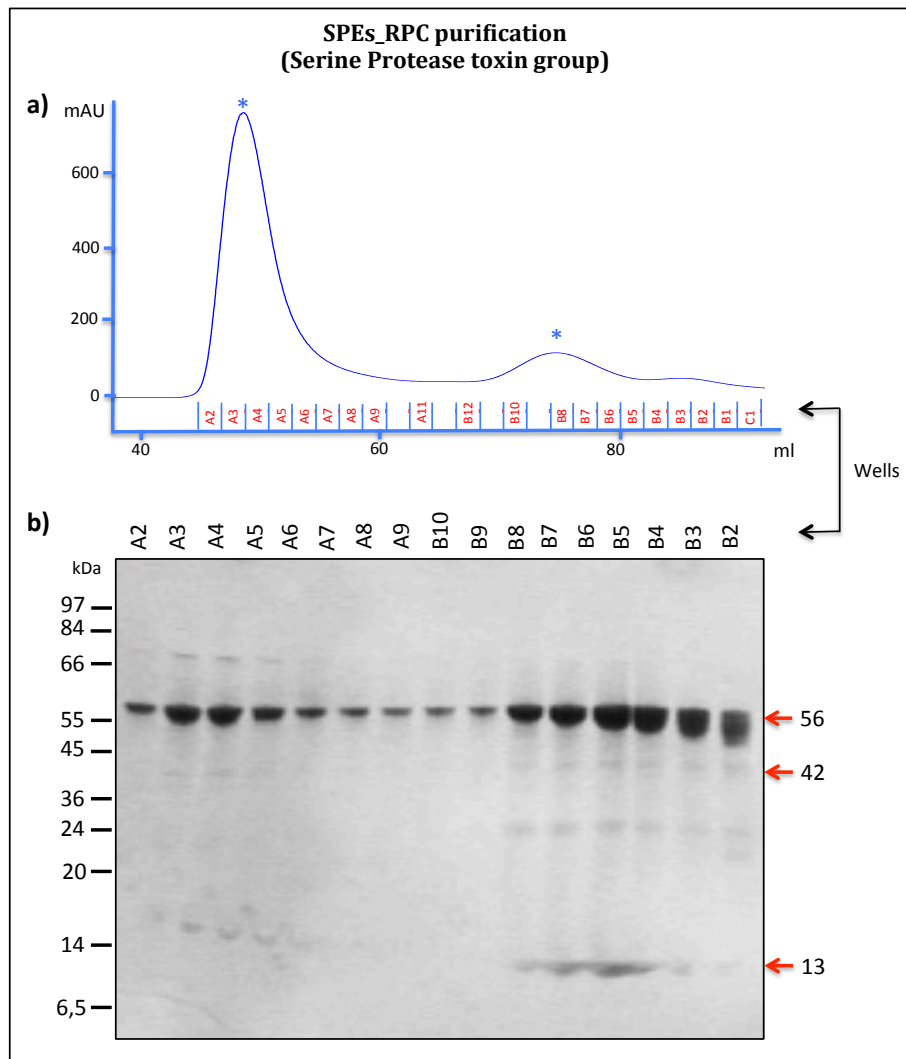 SPEs_RPC purification
(Serine Protease toxin group)
a)
mAU
*
600
400
*
200
0
A2 A3 A4 A5 A6 A7 A8 A9 A11 B12 B10 B8 B7 B6 B5 B4 B3 B2 B1 C1
40 60 80 ml
Wells
b)
A2 A3 A4 A5 A6 A7 A8 A9 B10 B9 B8 B7 B6 B5 B4 B3 B2
kDa
97
84
66
55
56
45
42
36
24
20
14
13
6,5